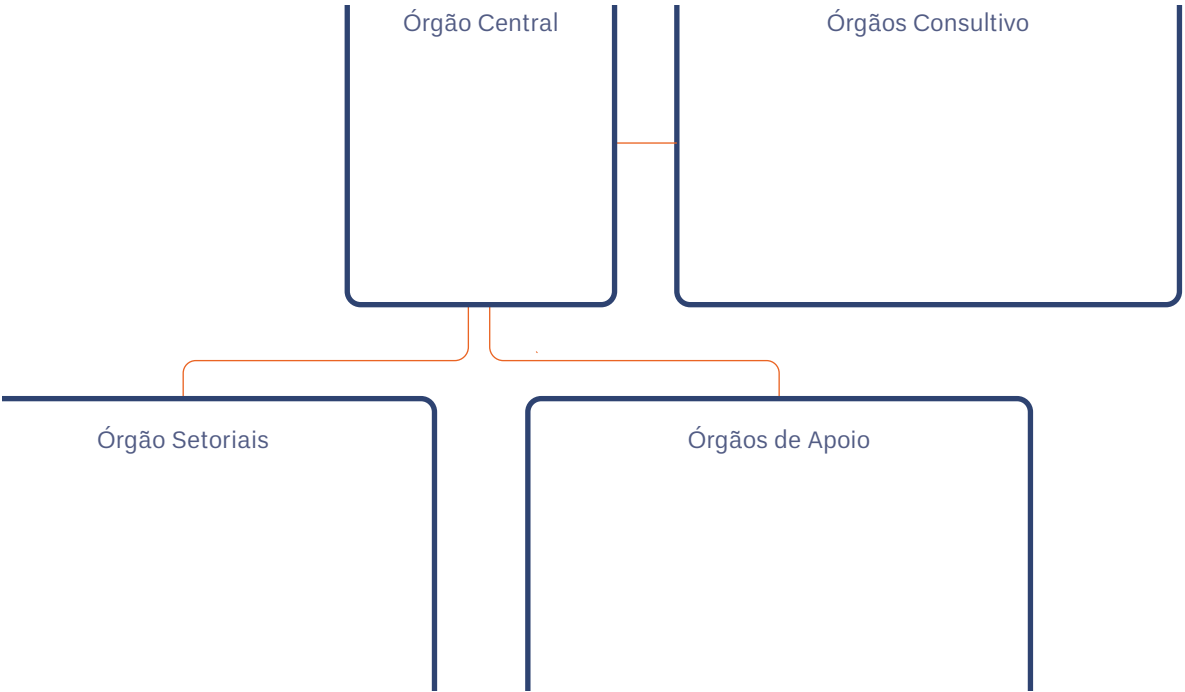 Órgão Central
Órgãos Consultivo
Órgão Setoriais
Órgãos de Apoio